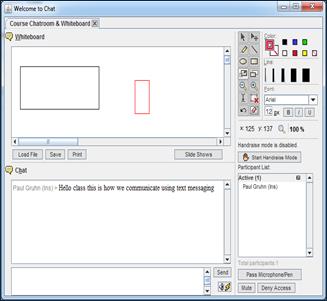 Welcome to Chat
Course Chatroom & Whiteboard
Whiteboard
Color:
Line:
Font:
Arial
12 px B I U
x:125 y:137 100 %
Load File Save Print Slide Shows
Handraise mode is disabled.
Start Handraise Mode
Participant List:
Chat
Active (1)
Paul Gruhn (Ins)
Paul Gruhn (Ins) > Hello class this is how we communicate using text messaging
Total participants:1
Send
Pass Microphone/Pen
Mute Deny Access